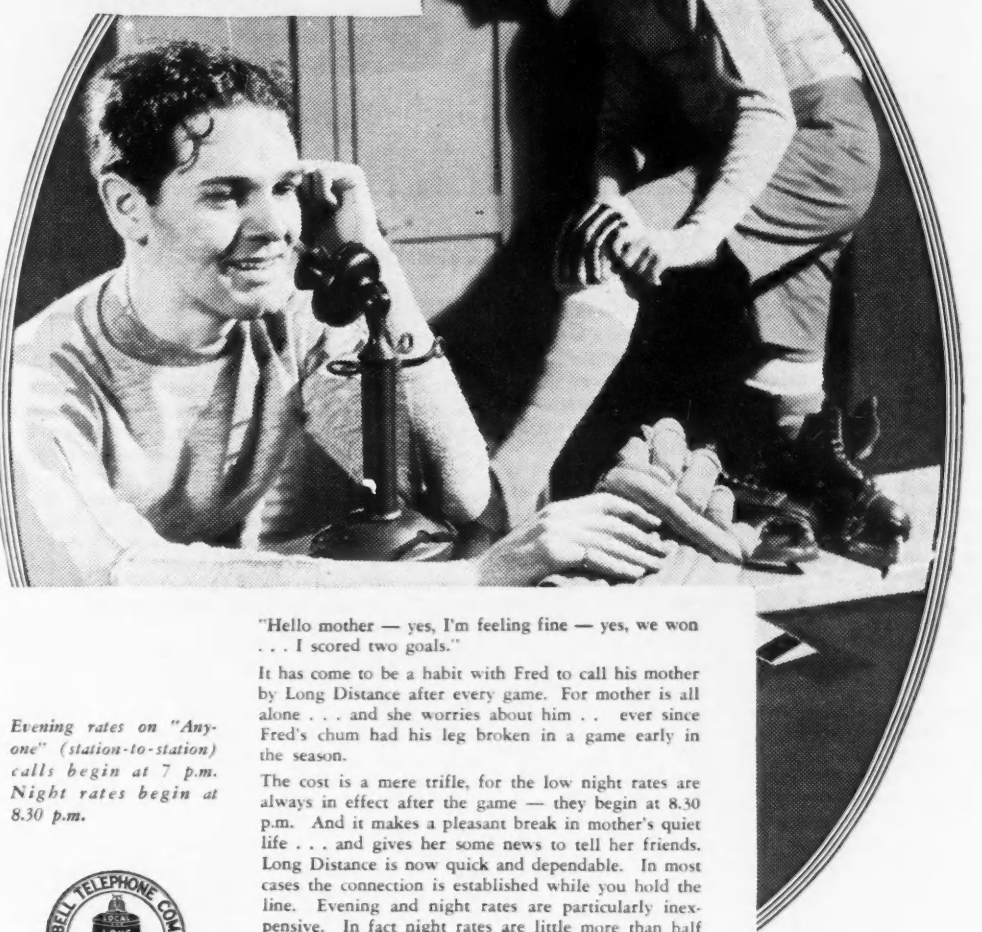 "Hello mother — yes, I'm feeling fine — yes, we won
. . . I scored two goals."
It has come to be a habit with Fred to call his mother
by Long Distance after every game. For mother is all
alone . . . and she worries about him . . ever since
Fred's chum had his leg broken in a game early in
the season.
The cost is a mere trifle, for the low night rates are
always in effect after the game — they begin at 8.30
p.m. And it makes a pleasant break in mother's quiet
life . . . and gives her some news to tell her friends.
Long Distance is now quick and dependable. In most
cases the connection is established while you hold the
line. Evening and night rates are particularly inex-
pensive. In fact night rates are little more than half
Evening rates on "Any-
one" (station-to-station)
calls begin at 7 p.m.
Night rates begin at
8.30 p.m.
BELL TELEPHONE COM
LOCAL